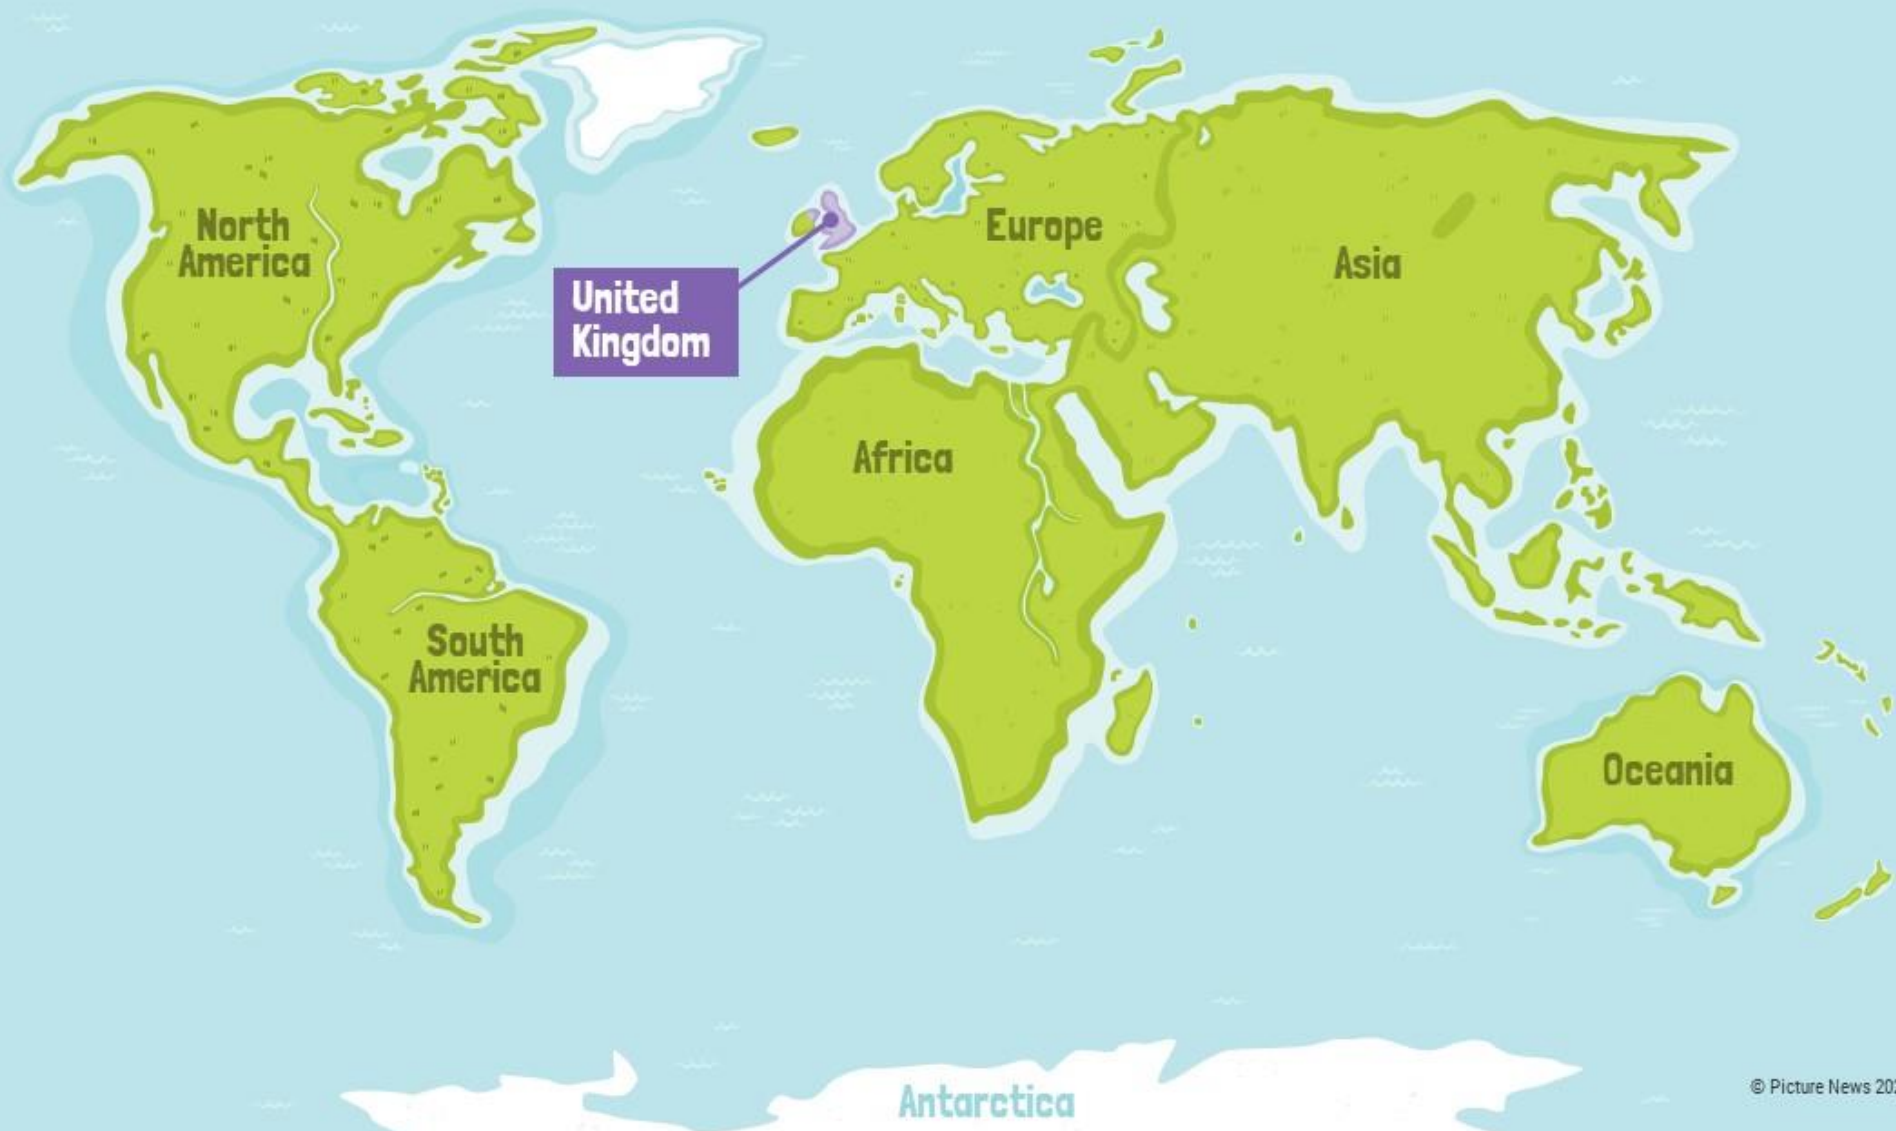 North
America
Europe
Asia
United
Kingdom
Africa
South
America
Oceania
Antarctica
© Picture News